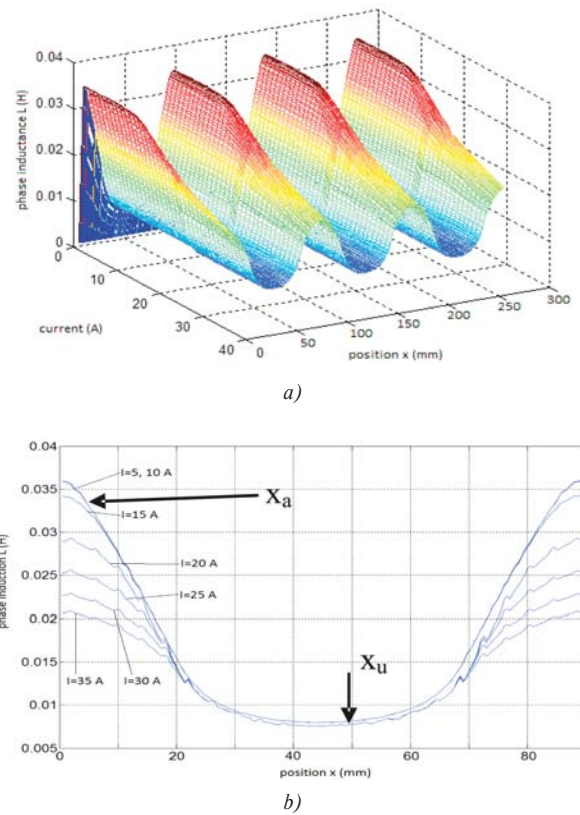 0.04
0.03
0.02
0.01
0
phase inductance L (H)
0
10
20
30
40
current (A)
0
50
100
150
200
250
300
position x (mm)
a)
0.04
0.035
0.03
0.025
0.02
0.015
0.01
0.005
phase induction L (H)
I=5, 10 A
I=15 A
I=20 A
I=25 A
I=35 A
I=30 A
xa
xu
0
20
40
60
80
position x (mm)
b)